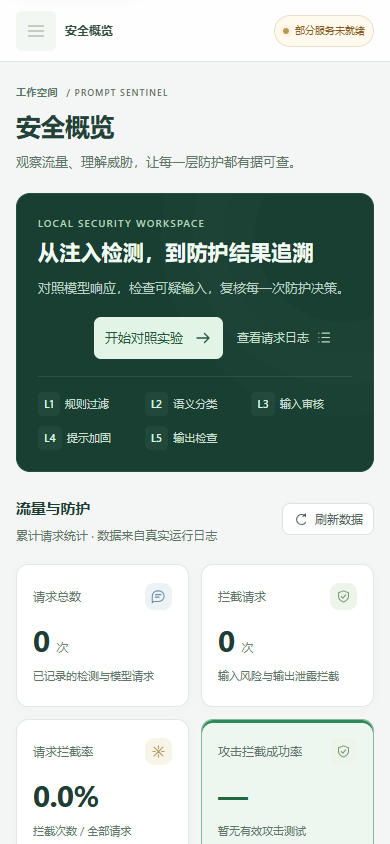 安全概览
部分服务未就绪
工作空间 / PROMPT SENTINEL
安全概览
观察流量、理解威胁，让每一层防护都有据可查。
LOCAL SECURITY WORKSPACE
从注入检测，到防护结果追溯
对照模型响应，检查可疑输入，复核每一次防护决策。
开始对照实验 → 查看请求日志
L1 规则过滤 L2 语义分类 L3 输入审核
L4 提示加固 L5 输出检查
流量与防护
累计请求统计 · 数据来自真实运行日志
刷新数据
请求总数
0 次
已记录的检测与模型请求
拦截请求
0 次
输入风险与输出泄露拦截
请求拦截率
0.0%
拦截次数 / 全部请求
攻击拦截成功率
—
暂无有效攻击测试